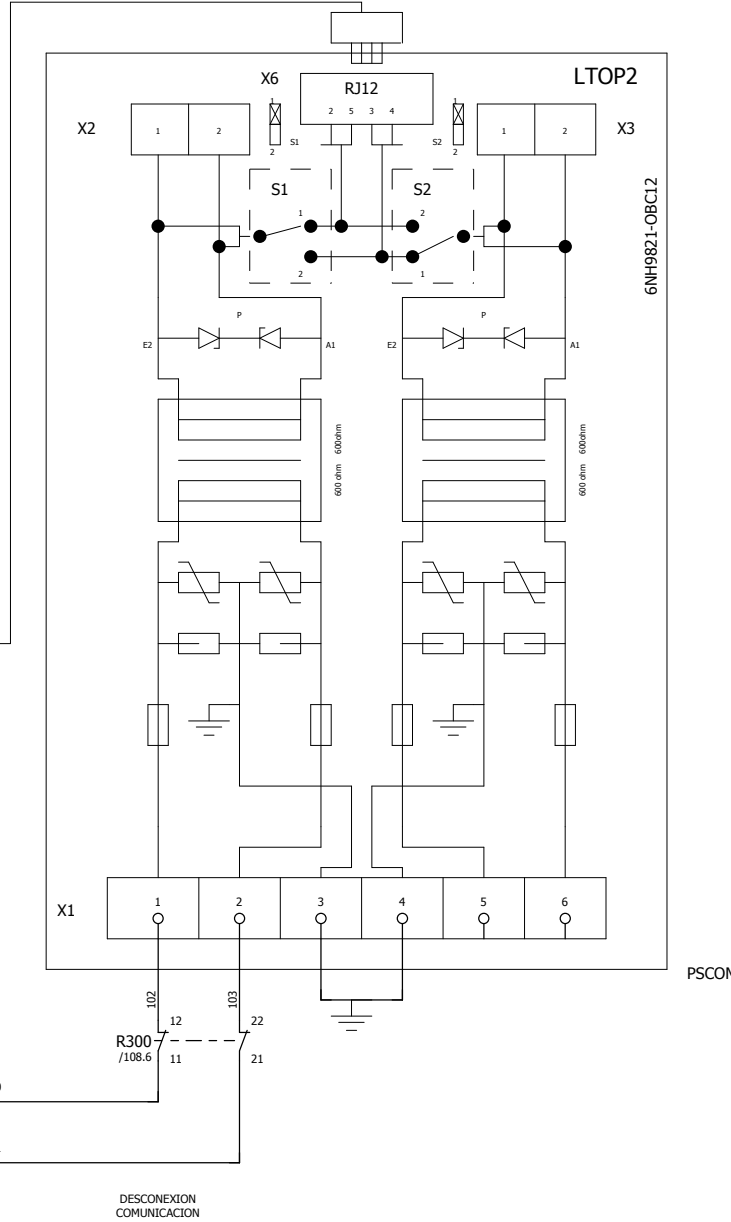 LTOP2
X6
RJ12
1
2
5
3
4
1
X2
1
2
X3
1
2
S1
2
S2
2
S1
S2
6NH9821-OBC12
1
2
2
1
P
P
E2
A1
E2
A1
600 ohm 600ohm
600 ohm 600ohm
X1
1
2
3
4
5
6
102
103
12
22
R300
/108.6
11
21
DESCONEXION
COMUNICACION